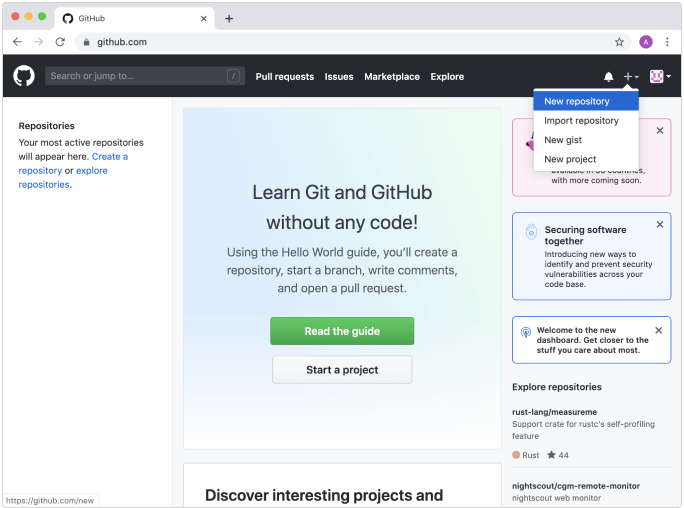 GitHub
github.com
A
Search or jump to...
/
Pull requests
Issues
Marketplace
Explore
New repository
Import repository
New gist
New project
Repositories
Your most active repositories
will appear here. Create a
repository or explore
repositories.
Learn Git and GitHub
without any code!
Using the Hello World guide, you’ll create a
repository, start a branch, write comments,
and open a pull request.
Read the guide
Start a project
Discover interesting projects and
with more coming soon.
Securing software
together
Introducing new ways to
identify and prevent security
vulnerabilities across your
code base.
Welcome to the new
dashboard. Get closer to the
stuff you care about most.
Explore repositories
rust-lang/measureme
Support crate for rustc's self-profiling
feature
Rust 44
nightscout/cgm-remote-monitor
nightscout web monitor
https://github.com/new